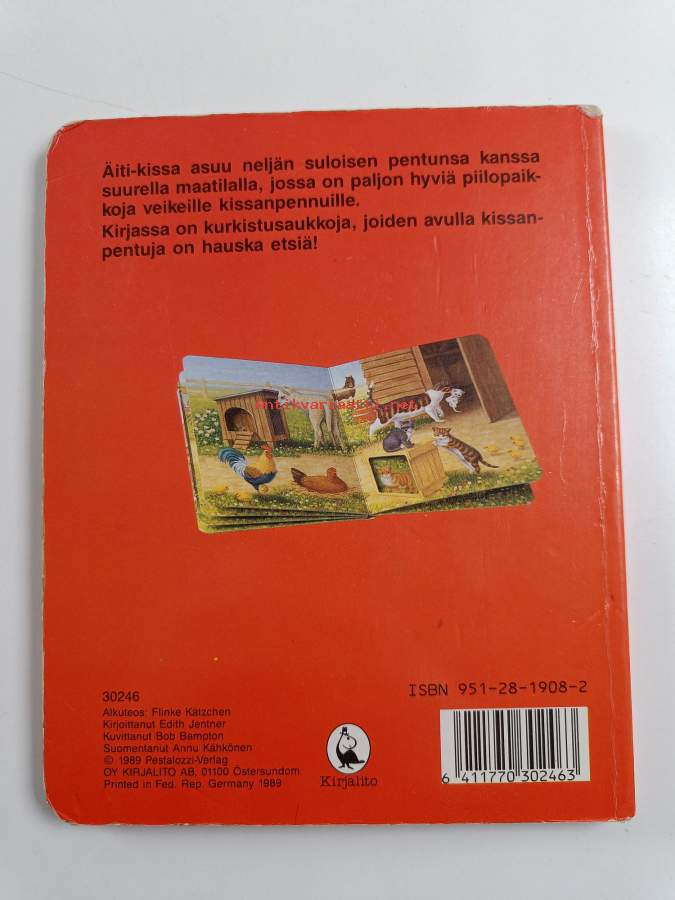 Äiti-kissa asuu neljän suloisen pentunsa kanssa
suurella maatilalla, jossa on paljon hyviä piilopaik-
koja veikeille kissanpennuille.
Kirjassa on kurkistusaukkoja, joiden avulla kissan-
pentuja on hauska etsiä!
antikvariaatti.net
30246
Alkuteos: Flinke Kätzchen
Kirjoittanut Edith Jentner
Kuvittanut Bob Bampton
Suomentanut Annu Kähkönen
© 1989 Pestalozzi-Verlag
OY KIRJALITO AB, 01100 Östersundom
Printed in Fed. Rep. Germany 1989
Kirjalito
ISBN 951-28-1908-2
6 411770 302463